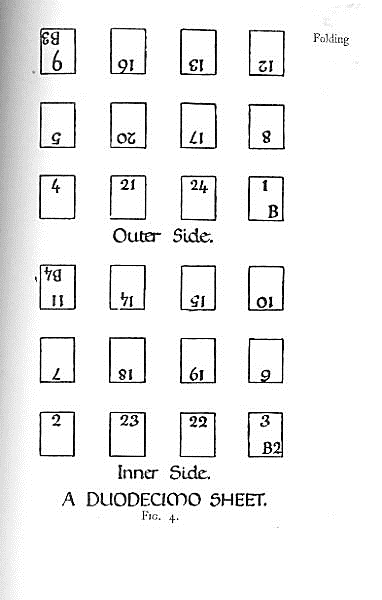 Folding
B3
9 16 13 12
5 20 17 8
4 21 24 1
B
Outer Side.
B4
11 14 15 10
7 18 19 6
2 23 22 3
B2
Inner Side.
A DUODECIMO SHEET.
FIG. 4.